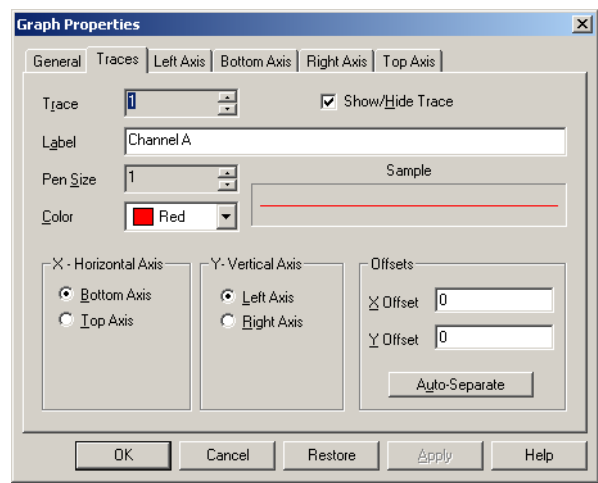 Graph Properties
General Traces Left Axis Bottom Axis Right Axis Top Axis
Trace 1 Show/Hide Trace
Label Channel A
Pen Size 1 Sample
Color Red
X - Horizontal Axis Y- Vertical Axis Offsets
Bottom Axis Left Axis X Offset 0
Top Axis Right Axis Y Offset 0
Auto-Separate
OK Cancel Restore Apply Help